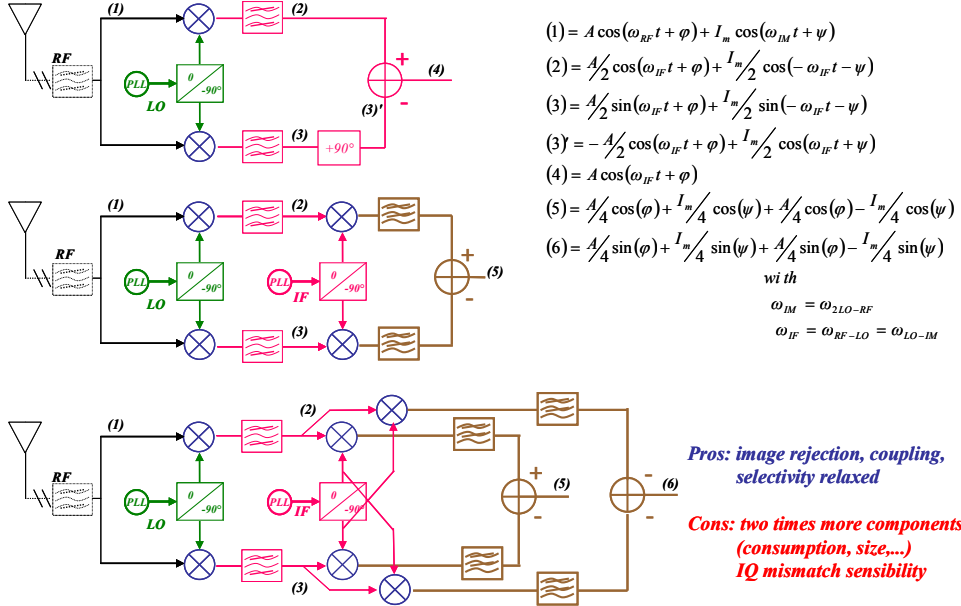 (1)
(2)
RF
PLL
LO
0
-90°
+
(4)
-
(3)'
(3)
+90°
(1) = A cos(ω_RF t + φ) + I_m cos(ω_IM t + ψ)
(2) = A/2 cos(ω_IF t + φ) + I_m/2 cos(- ω_IF t - ψ)
(3) = A/2 sin(ω_IF t + φ) + I_m/2 sin(- ω_IF t - ψ)
(3)' = - A/2 cos(ω_IF t + φ) + I_m/2 cos(ω_IF t + ψ)
(4) = A cos(ω_IF t + φ)
(5) = A/4 cos(φ) + I_m/4 cos(ψ) + A/4 cos(φ) - I_m/4 cos(ψ)
(6) = A/4 sin(φ) + I_m/4 sin(ψ) + A/4 sin(φ) - I_m/4 sin(ψ)
with
ω_IM = ω_2LO-RF
ω_IF = ω_RF-LO = ω_LO-IM
(1)
(2)
RF
PLL
LO
0
-90°
PLL
IF
0
-90°
+
(5)
-
(3)
(1)
(2)
RF
PLL
LO
0
-90°
PLL
IF
0
-90°
+
(5)
-
-
(6)
-
(3)
Pros: image rejection, coupling,
selectivity relaxed
Cons: two times more components
(consumption, size,...)
IQ mismatch sensibility